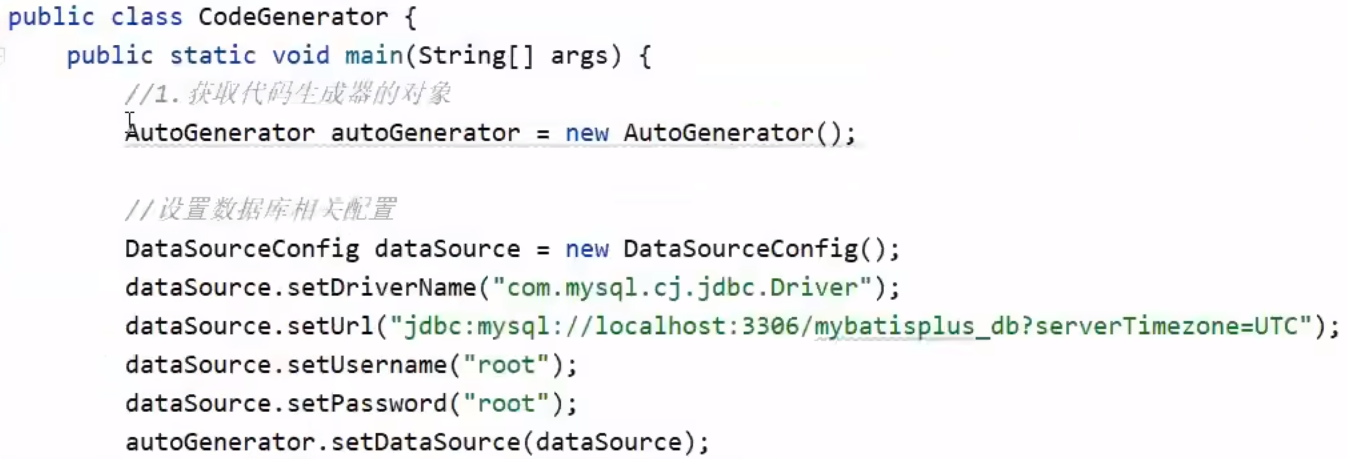 public class CodeGenerator {
public static void main(String[] args) {
//1.获取代码生成器的对象
AutoGenerator autoGenerator = new AutoGenerator();
//设置数据库相关配置
DataSourceConfig dataSource = new DataSourceConfig();
dataSource.setDriverName("com.mysql.cj.jdbc.Driver");
dataSource.setUrl("jdbc:mysql://localhost:3306/mybatisplus_db?serverTimezone=UTC");
dataSource.setUsername("root");
dataSource.setPassword("root");
autoGenerator.setDataSource(dataSource);